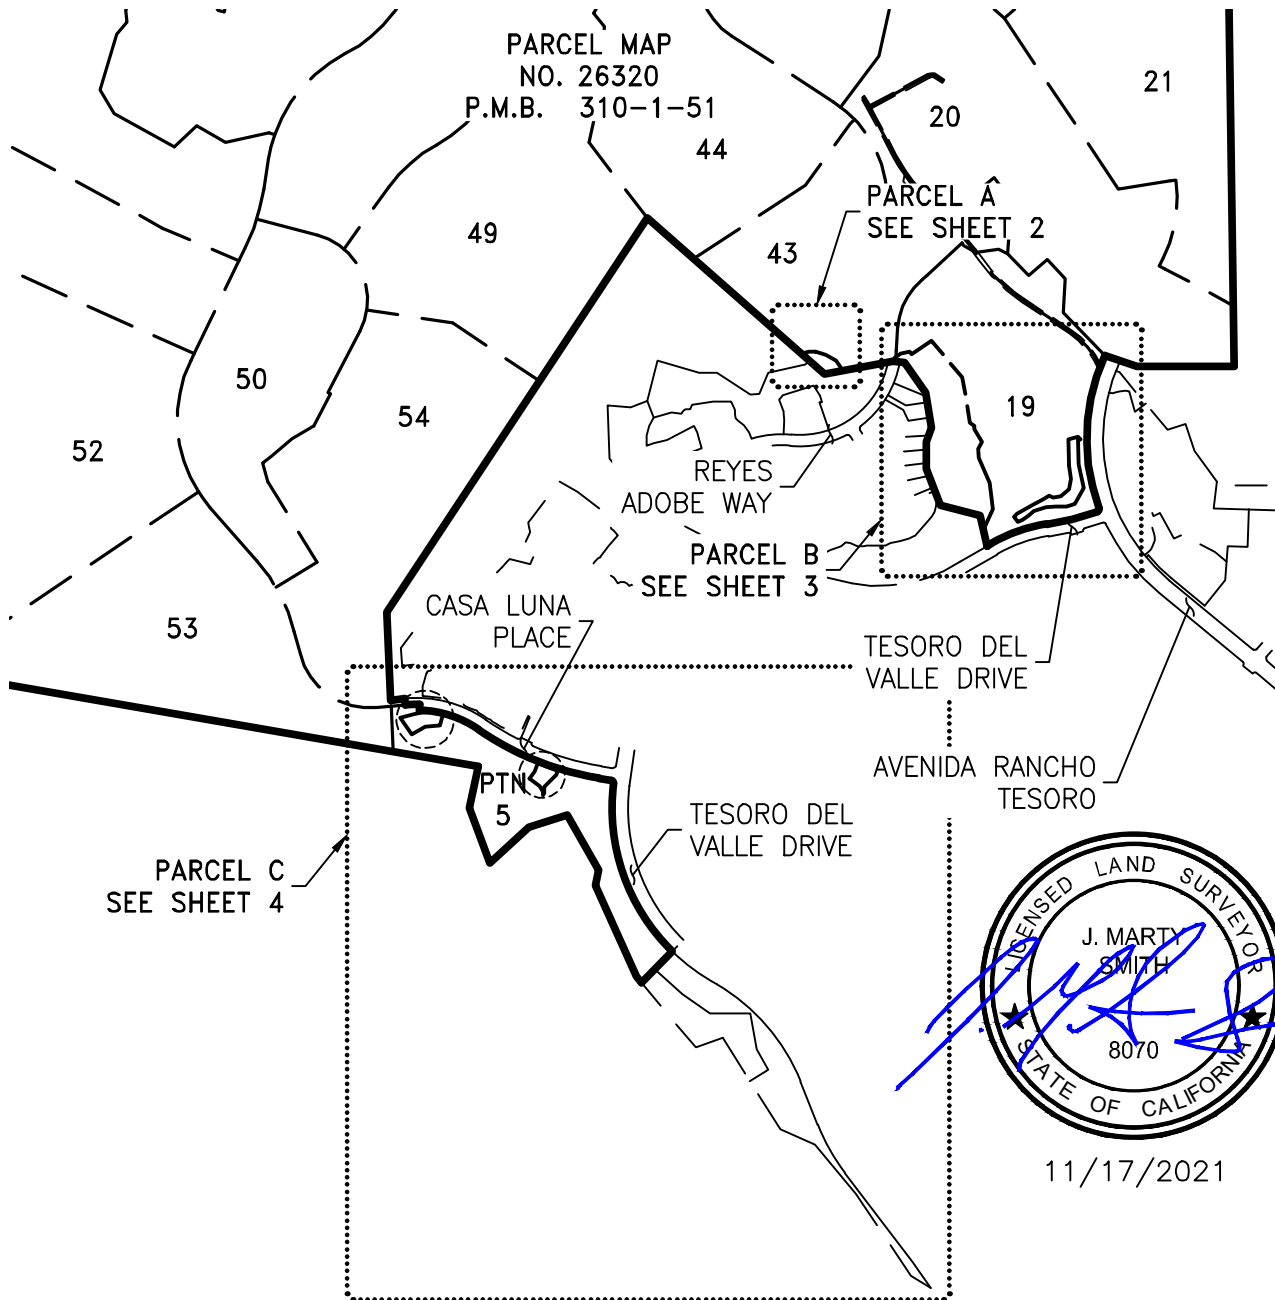 PARCEL MAP
NO. 26320
P.M.B. 310-1-51
21
20
44
PARCEL A
SEE SHEET 2
49
43
50
54
19
52
REYES
ADOBE WAY
PARCEL B
SEE SHEET 3
CASA LUNA
PLACE
53
TESORO DEL
VALLE DRIVE
AVENIDA RANCHO
TESORO
PTN
5
TESORO DEL
VALLE DRIVE
PARCEL C
SEE SHEET 4
LICENSED LAND SURVEYOR
J. MARTY
SMITH
8070
STATE OF CALIFORNIA
11/17/2021